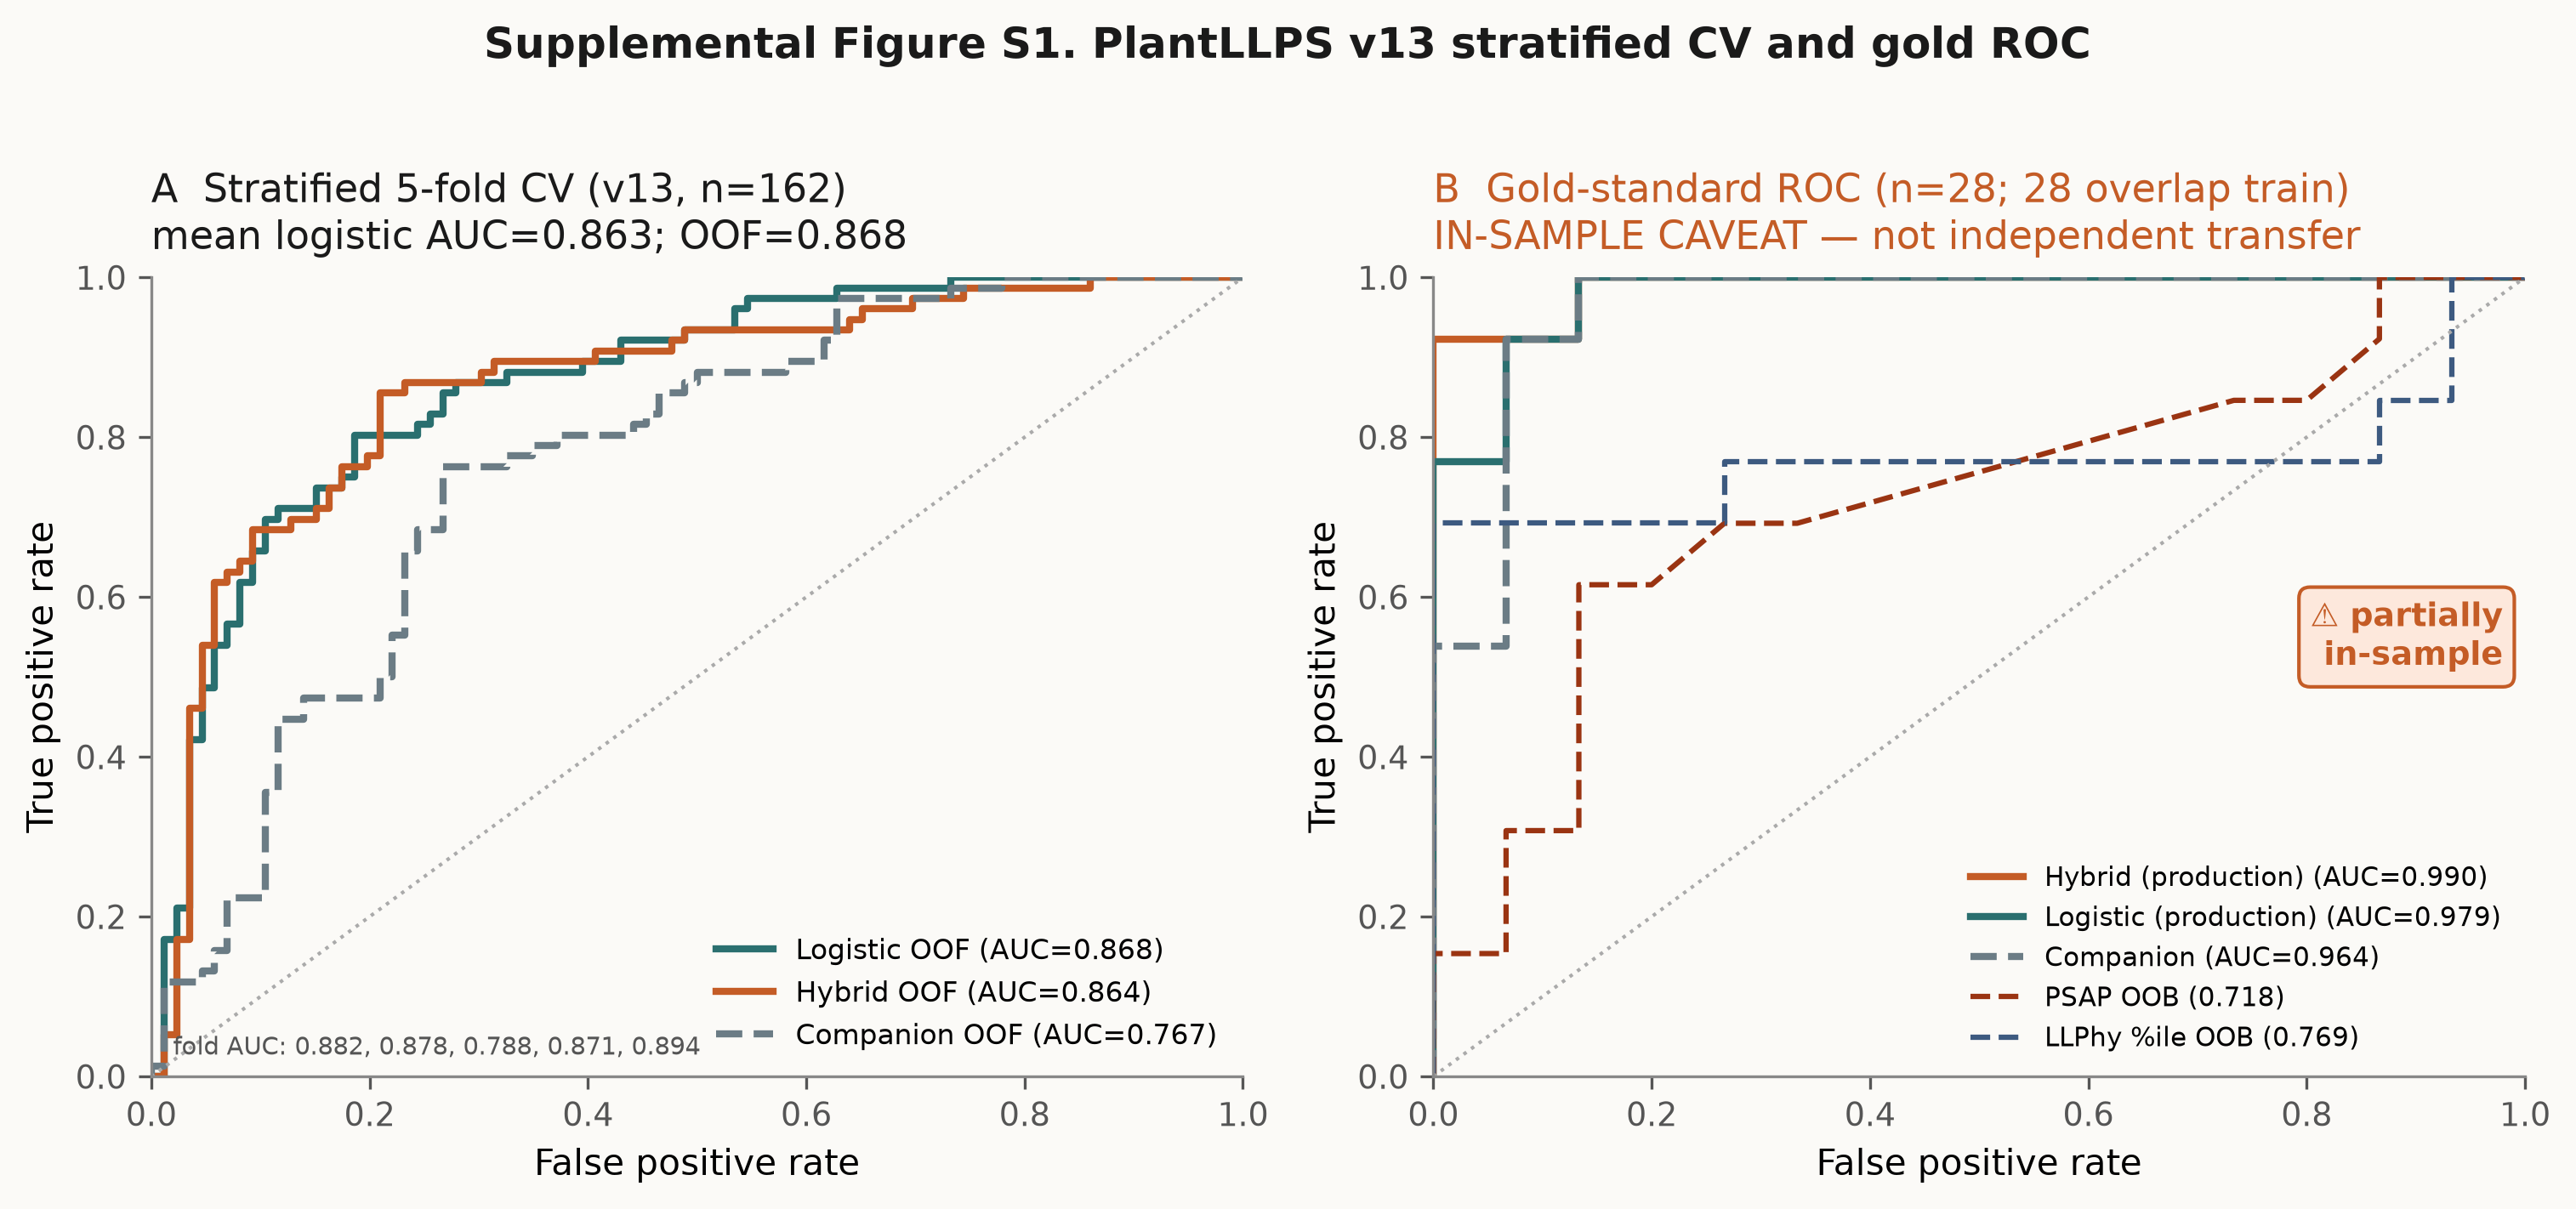 Supplemental Figure S1. PlantLLPS v13 stratified CV and gold ROC
A Stratified 5-fold CV (v13, n=162)
mean logistic AUC=0.863; OOF=0.868
True positive rate
1.0
0.8
0.6
0.4
0.2
0.0
0.0 0.2 0.4 0.6 0.8 1.0
False positive rate
Logistic OOF (AUC=0.868)
Hybrid OOF (AUC=0.864)
Companion OOF (AUC=0.767)
fold AUC: 0.882, 0.878, 0.788, 0.871, 0.894
B Gold-standard ROC (n=28; 28 overlap train)
IN-SAMPLE CAVEAT — not independent transfer
True positive rate
1.0
0.8
0.6
0.4
0.2
0.0
0.0 0.2 0.4 0.6 0.8 1.0
False positive rate
⚠ partially
in-sample
Hybrid (production) (AUC=0.990)
Logistic (production) (AUC=0.979)
Companion (AUC=0.964)
PSAP OOB (0.718)
LLPhy %ile OOB (0.769)